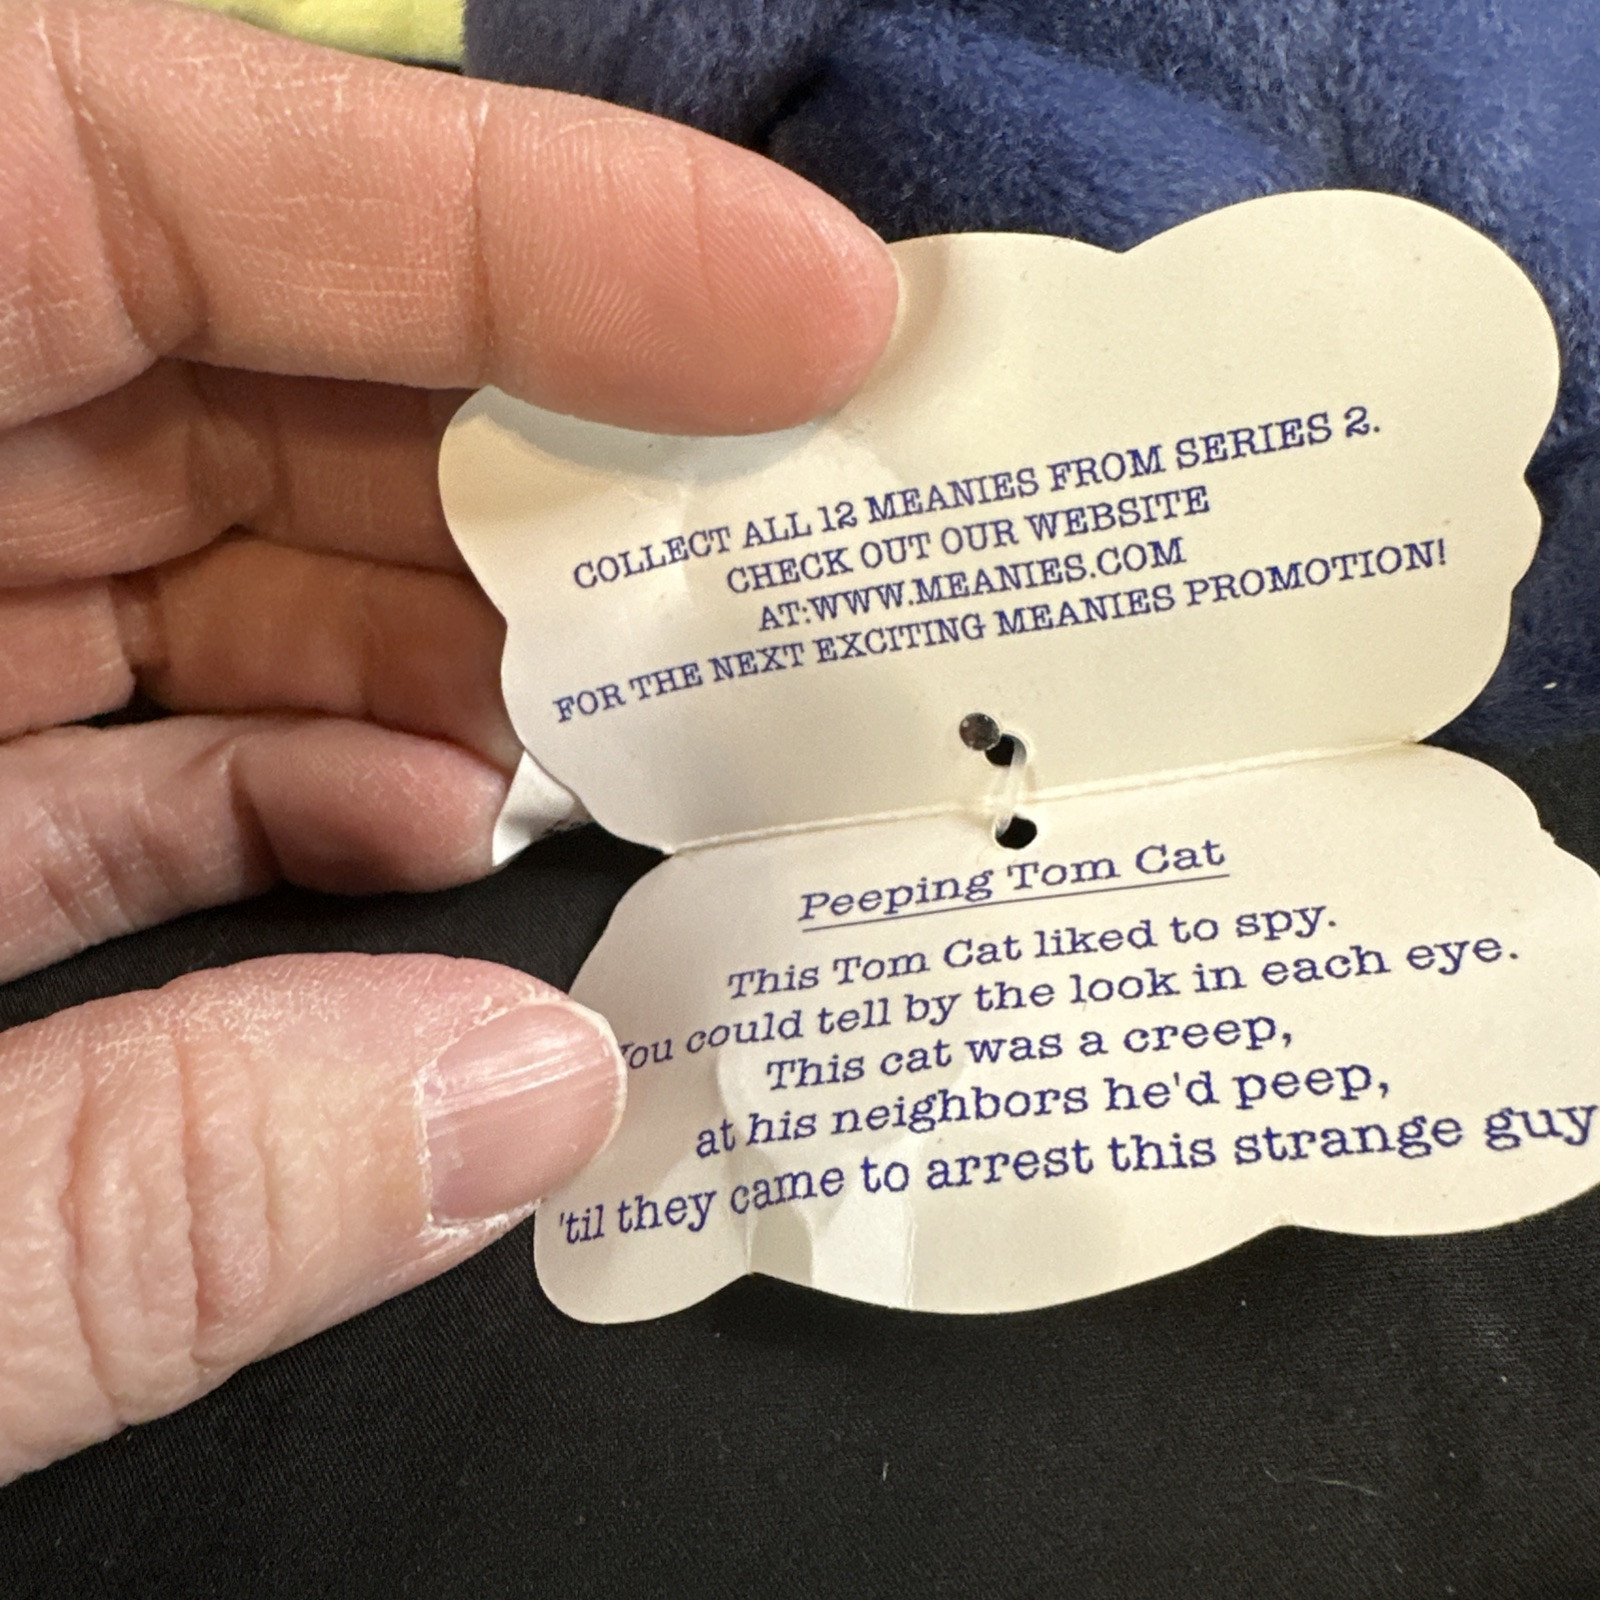 COLLECT ALL 12 MEANIES FROM SERIES 2.
CHECK OUT OUR WEBSITE
AT:WWW.MEANIES.COM
FOR THE NEXT EXCITING MEANIES PROMOTION!
Peeping Tom Cat
This Tom Cat liked to spy.
You could tell by the look in each eye.
This cat was a creep,
at his neighbors he'd peep,
'til they came to arrest this strange guy